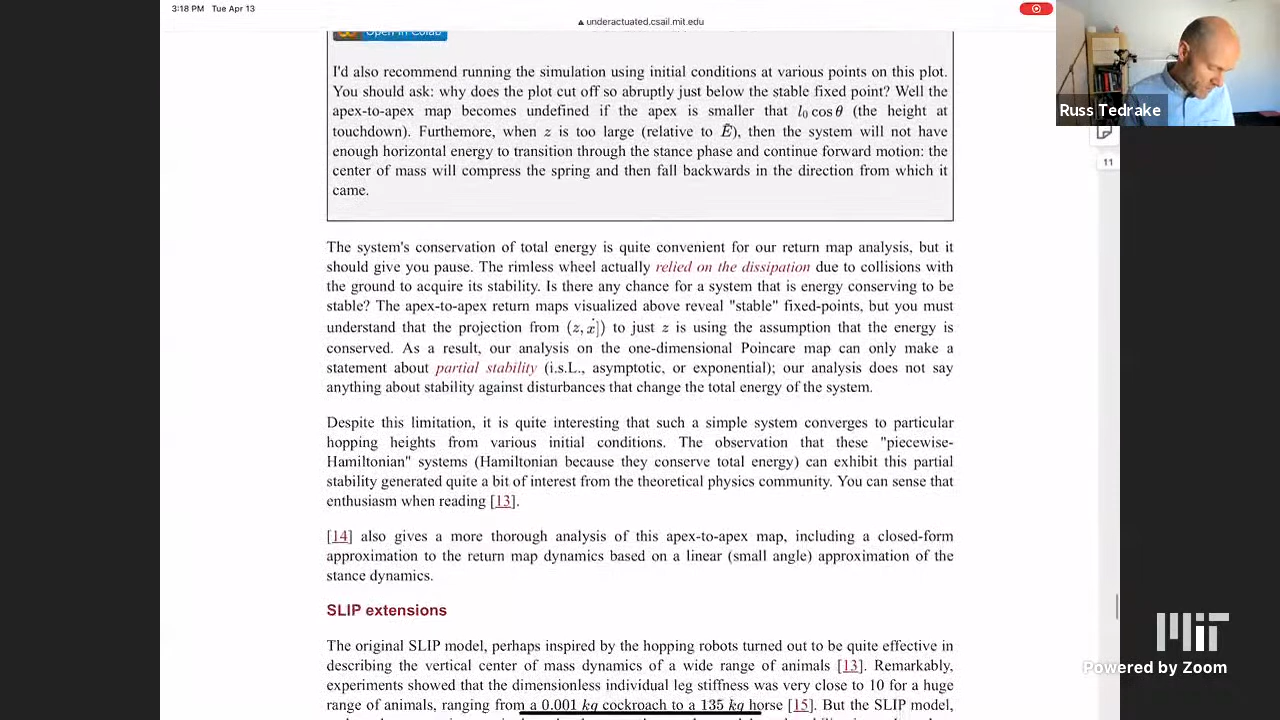 3:18 PM Tue Apr 13
underactuated.csail.mit.edu
Open in Colab
I'd also recommend running the simulation using initial conditions at various points on this plot.
You should ask: why does the plot cut off so abruptly just below the stable fixed point? Well the
apex-to-apex map becomes undefined if the apex is smaller that l₀ cos θ (the height at
touchdown). Furthemore, when z is too large (relative to Ẽ), then the system will not have
enough horizontal energy to transition through the stance phase and continue forward motion: the
center of mass will compress the spring and then fall backwards in the direction from which it
came.
The system's conservation of total energy is quite convenient for our return map analysis, but it
should give you pause. The rimless wheel actually relied on the dissipation due to collisions with
the ground to acquire its stability. Is there any chance for a system that is energy conserving to be
stable? The apex-to-apex return maps visualized above reveal "stable" fixed-points, but you must
understand that the projection from (z, ẋ]) to just z is using the assumption that the energy is
conserved. As a result, our analysis on the one-dimensional Poincare map can only make a
statement about partial stability (i.s.L., asymptotic, or exponential); our analysis does not say
anything about stability against disturbances that change the total energy of the system.
Despite this limitation, it is quite interesting that such a simple system converges to particular
hopping heights from various initial conditions. The observation that these "piecewise-
Hamiltonian" systems (Hamiltonian because they conserve total energy) can exhibit this partial
stability generated quite a bit of interest from the theoretical physics community. You can sense that
enthusiasm when reading [13].
[14] also gives a more thorough analysis of this apex-to-apex map, including a closed-form
approximation to the return map dynamics based on a linear (small angle) approximation of the
stance dynamics.
SLIP extensions
The original SLIP model, perhaps inspired by the hopping robots turned out to be quite effective in
describing the vertical center of mass dynamics of a wide range of animals [13]. Remarkably,
experiments showed that the dimensionless individual leg stiffness was very close to 10 for a huge
range of animals, ranging from a 0.001 kg cockroach to a 135 kg horse [15]. But the SLIP model,
Russ Tedrake
11
MIT
Powered by Zoom